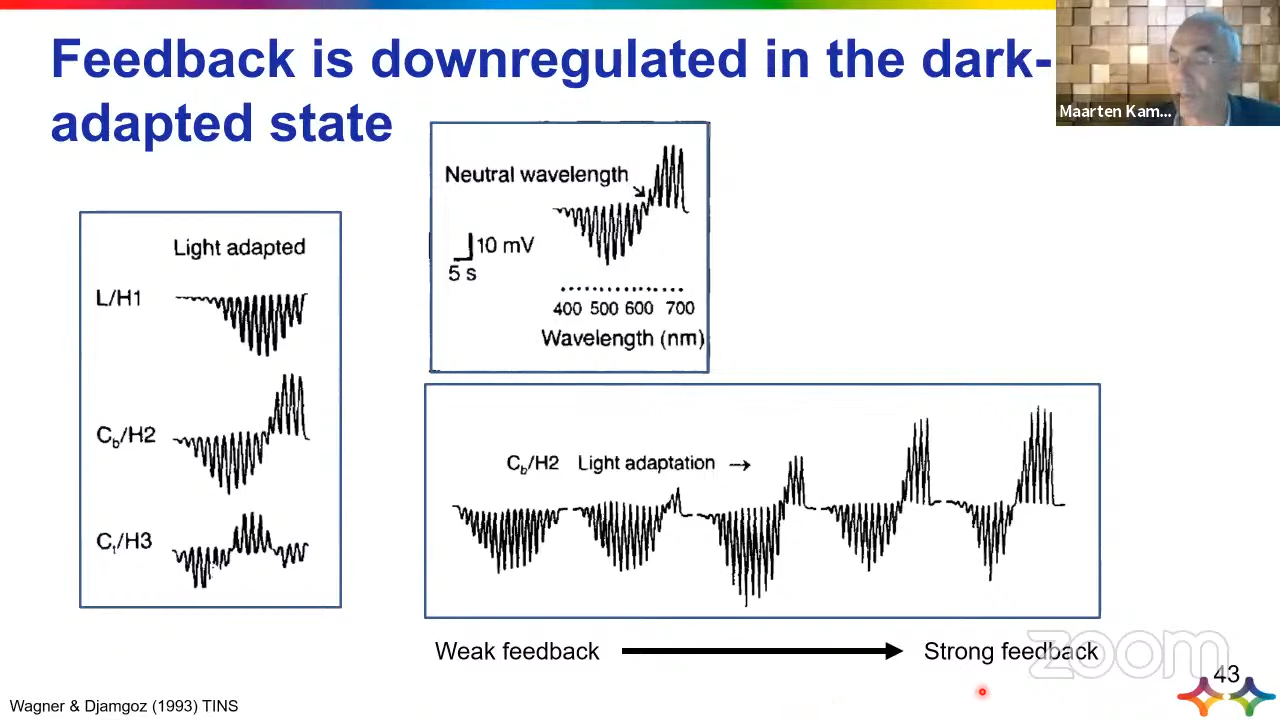 Feedback is downregulated in the dark-
adapted state
Maarten Kam...
Light adapted
L/H1
Cb/H2
Ct/H3
Neutral wavelength
10 mV
5 s
400 500 600 700
Wavelength (nm)
Cb/H2 Light adaptation →
Weak feedback
Strong feedback
zoom
43
Wagner & Djamgoz (1993) TINS